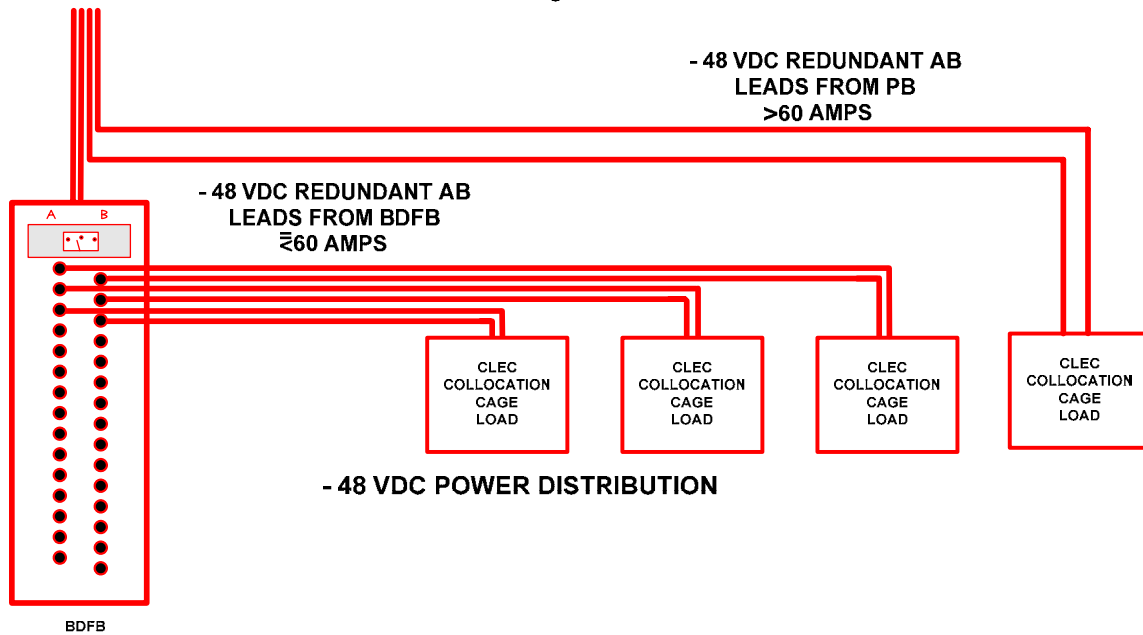 - 48 VDC REDUNDANT AB
LEADS FROM PB
>60 AMPS
- 48 VDC REDUNDANT AB
LEADS FROM BDFB
≤60 AMPS
A B
CLEC
COLLOCATION
CAGE
LOAD
CLEC
COLLOCATION
CAGE
LOAD
CLEC
COLLOCATION
CAGE
LOAD
CLEC
COLLOCATION
CAGE
LOAD
- 48 VDC POWER DISTRIBUTION
BDFB